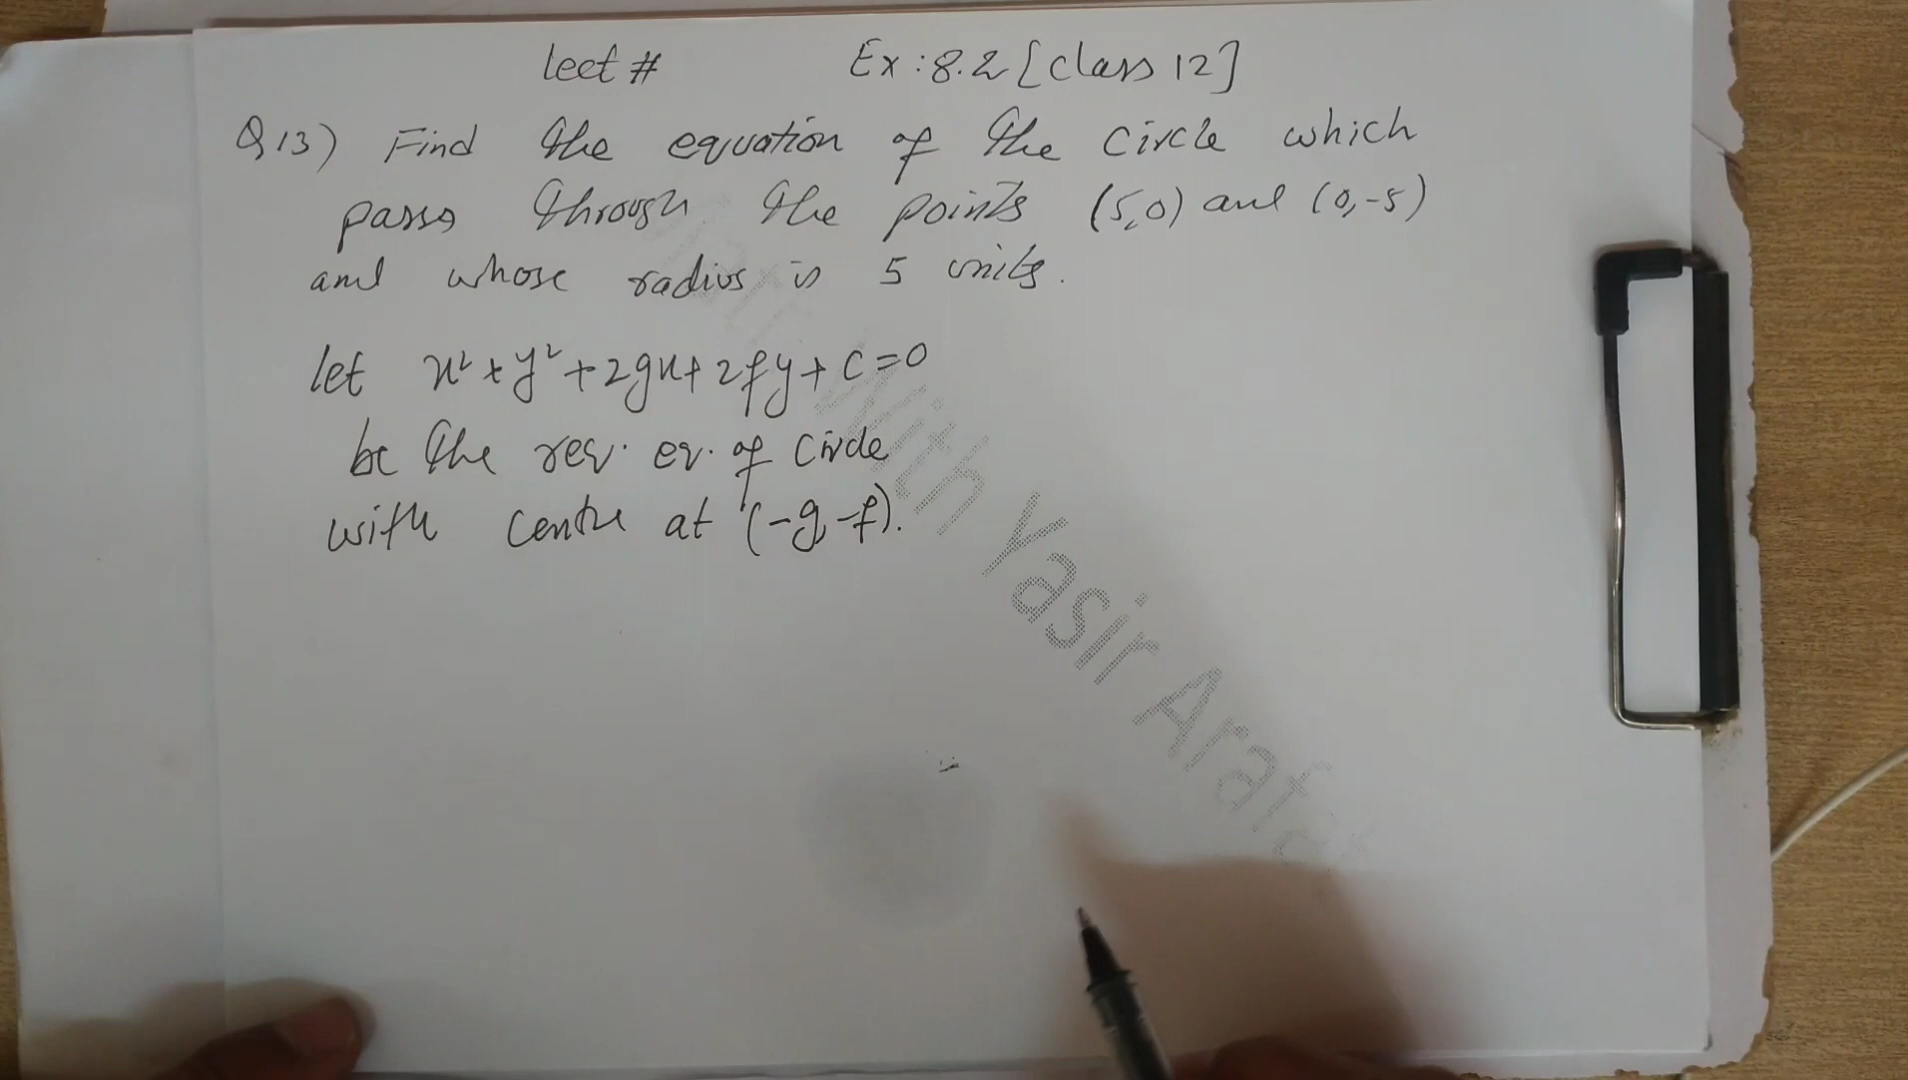 lect # Ex:8.2 [class 12]
Q13) Find the equation of the circle which
passes through the points (5,0) and (0,-5)
and whose radius is 5 units.
let x²+y²+2gx+2fy+c=0
be the req. eq. of circle
with centre at (-g,-f).
With Yasir Arafat